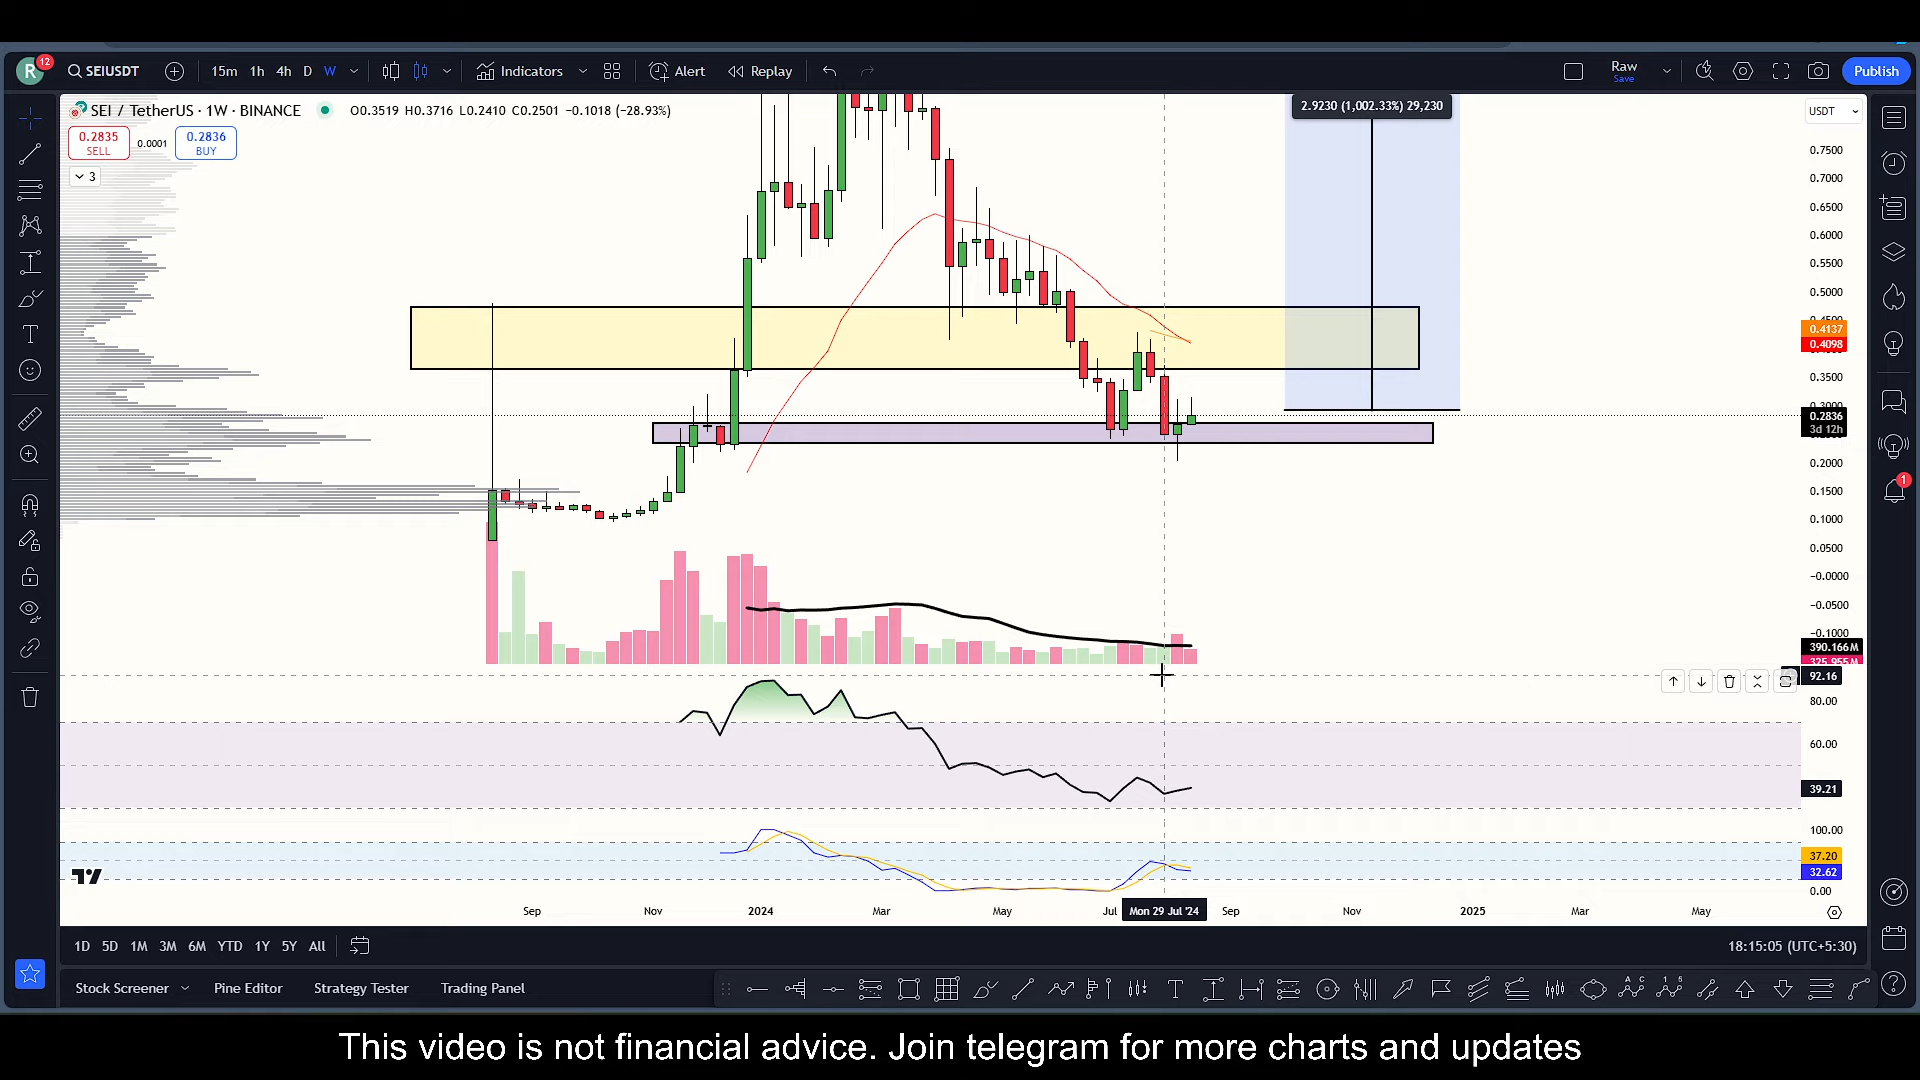 R 12 SEIUSDT 15m 1h 4h D W Indicators Alert Replay Raw Save Publish
SEI / TetherUS · 1W · BINANCE O0.3519 H0.3716 L0.2410 C0.2501 −0.1018 (−28.93%)
2.9230 (1,002.33%) 29,230
USDT
0.2835 SELL 0.0001 0.2836 BUY
3
0.7500
0.7000
0.6500
0.6000
0.5500
0.5000
0.4137
0.4098
0.3500
0.2836
3d 12h
0.2000
0.1500
0.1000
0.0500
−0.0000
−0.0500
−0.1000
390.166M
325.955M
92.16
80.00
60.00
39.21
100.00
37.20
32.62
0.00
Sep Nov 2024 Mar May Jul Mon 29 Jul '24 Sep Nov 2025 Mar May
1D 5D 1M 3M 6M YTD 1Y 5Y All 18:15:05 (UTC+5:30)
Stock Screener Pine Editor Strategy Tester Trading Panel
1
This video is not financial advice. Join telegram for more charts and updates